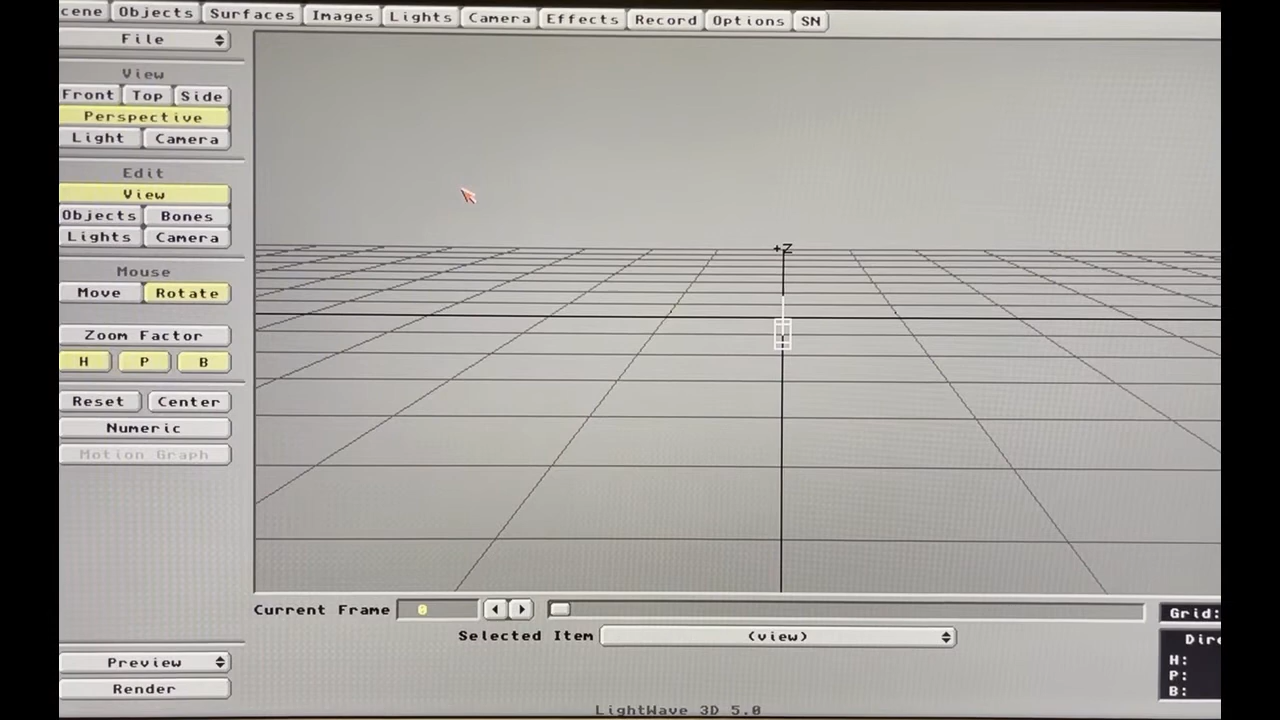 cene Objects Surfaces Images Lights Camera Effects Record Options SN
File
View
Front Top Side
Perspective
Light Camera
Edit
View
Objects Bones
Lights Camera
Mouse
Move Rotate
Zoom Factor
H P B
Reset Center
Numeric
Motion Graph
+Z
Current Frame 0
Selected Item (view)
Grid:
Dire
H:
P:
B:
Preview
Render
LightWave 3D 5.0